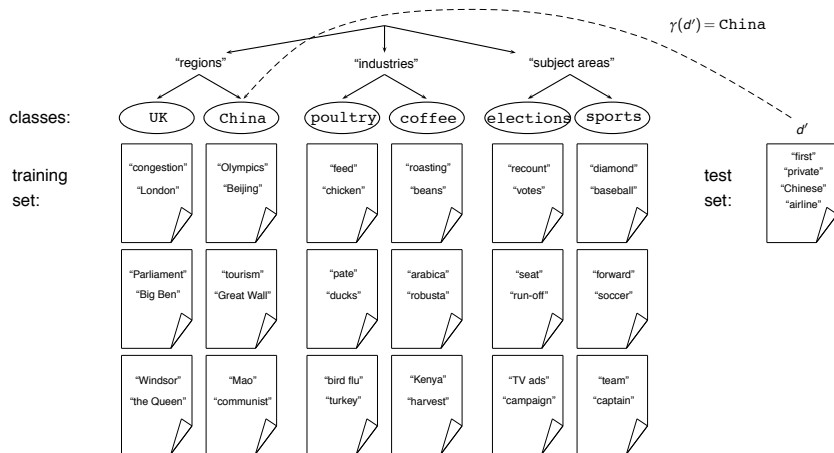 γ(d′) = China
“regions” “industries” “subject areas”
classes: UK China poultry coffee elections sports d′
training set:
test set:
“congestion” “London”
“Olympics” “Beijing”
“feed” “chicken”
“roasting” “beans”
“recount” “votes”
“diamond” “baseball”
“first” “private” “Chinese” “airline”
“Parliament” “Big Ben”
“tourism” “Great Wall”
“pate” “ducks”
“arabica” “robusta”
“seat” “run-off”
“forward” “soccer”
“Windsor” “the Queen”
“Mao” “communist”
“bird flu” “turkey”
“Kenya” “harvest”
“TV ads” “campaign”
“team” “captain”